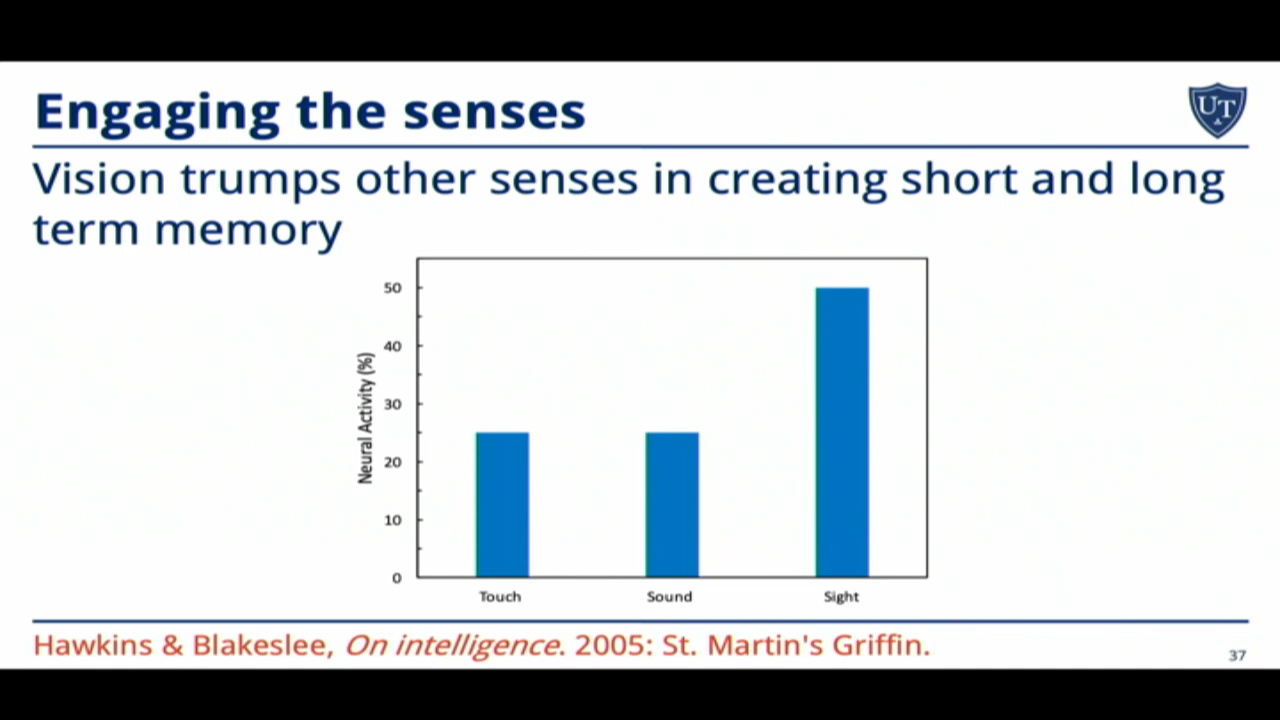 Engaging the senses
UT
Vision trumps other senses in creating short and long
term memory
Neural Activity (%)
50
40
30
20
10
0
Touch Sound Sight
Hawkins & Blakeslee, On intelligence. 2005: St. Martin's Griffin.
37